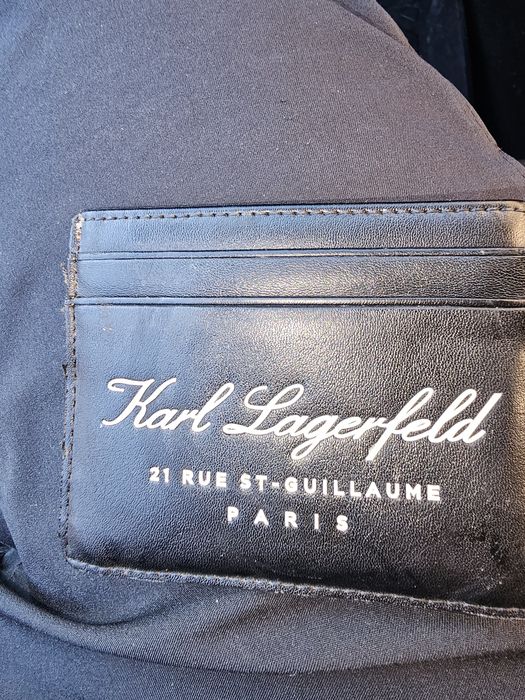 Karl Lagerfeld
21 RUE ST-GUILLAUME
PARIS